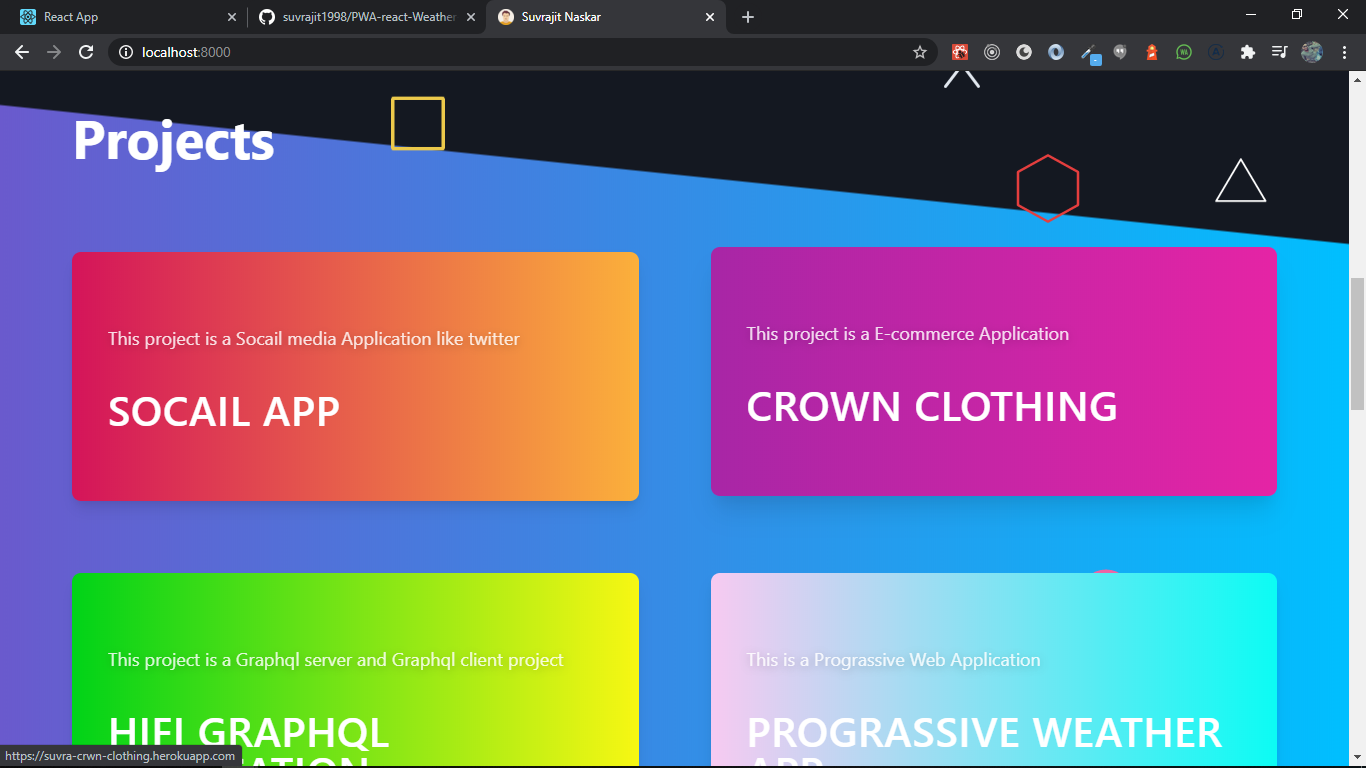 React App
suvrajit1998/PWA-react-Weather
Suvrajit Naskar
localhost:8000
Projects
This project is a Socail media Application like twitter
SOCAIL APP
This project is a E-commerce Application
CROWN CLOTHING
This project is a Graphql server and Graphql client project
HIFI GRAPHQL
This is a Prograssive Web Application
PROGRASSIVE WEATHER
APP
https://suvra-crwn-clothing.herokuapp.com